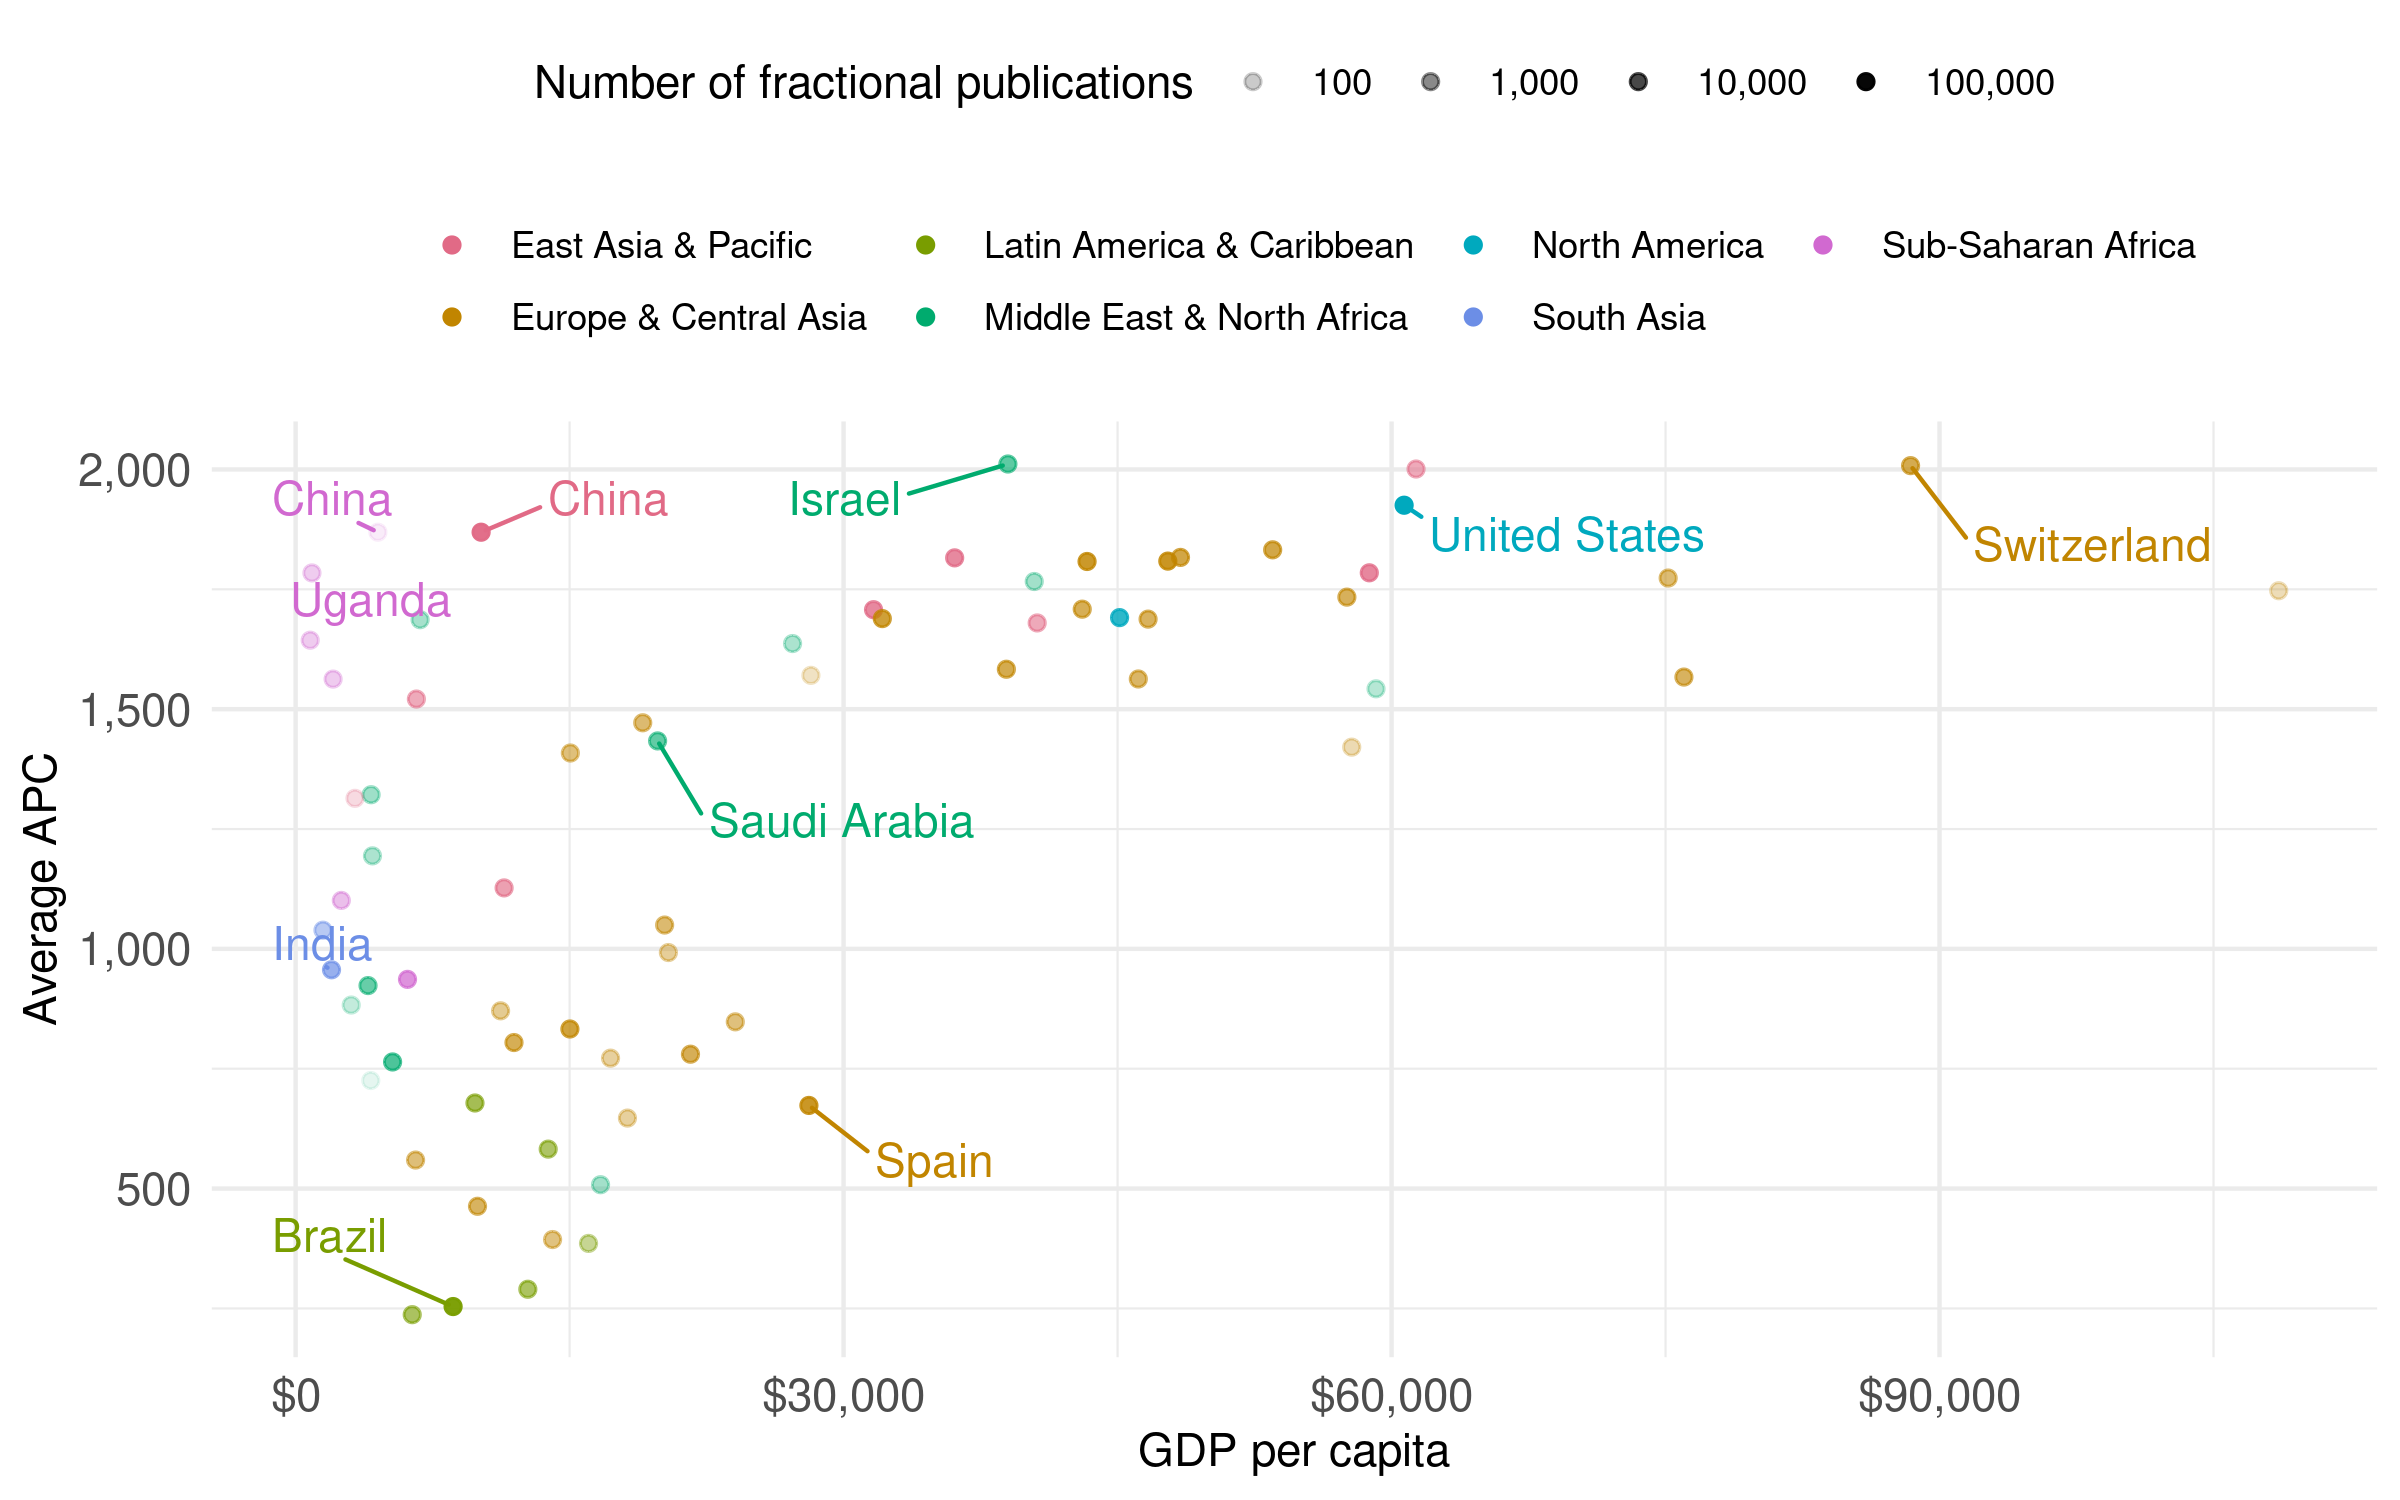 Number of fractional publications 100 1,000 10,000 100,000
East Asia & Pacific Latin America & Caribbean North America Sub-Saharan Africa
Europe & Central Asia Middle East & North Africa South Asia
2,000
1,500
1,000
500
Average APC
China
China
Israel
United States
Switzerland
Uganda
Saudi Arabia
India
Spain
Brazil
$0 $30,000 $60,000 $90,000
GDP per capita